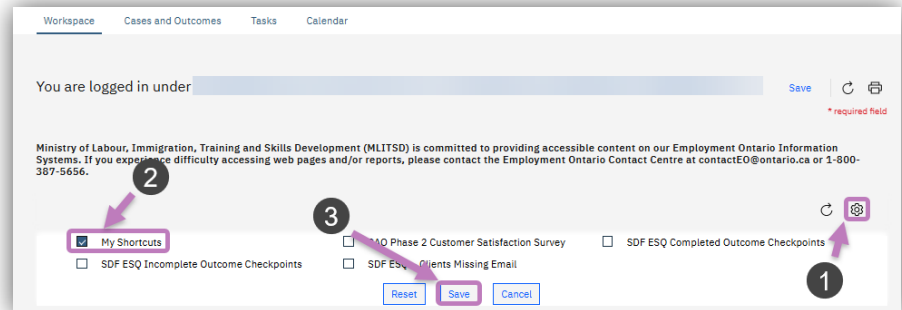 Workspace Cases and Outcomes Tasks Calendar
You are logged in under
Save
* required field
Ministry of Labour, Immigration, Training and Skills Development (MLITSD) is committed to providing accessible content on our Employment Ontario Information
Systems. If you experience difficulty accessing web pages and/or reports, please contact the Employment Ontario Contact Centre at contactEO@ontario.ca or 1-800-
387-5656.
2
3
My Shortcuts Phase 2 Customer Satisfaction Survey SDF ESQ Completed Outcome Checkpoints
SDF ESQ Incomplete Outcome Checkpoints SDF ESQ Clients Missing Email
1
Reset Save Cancel